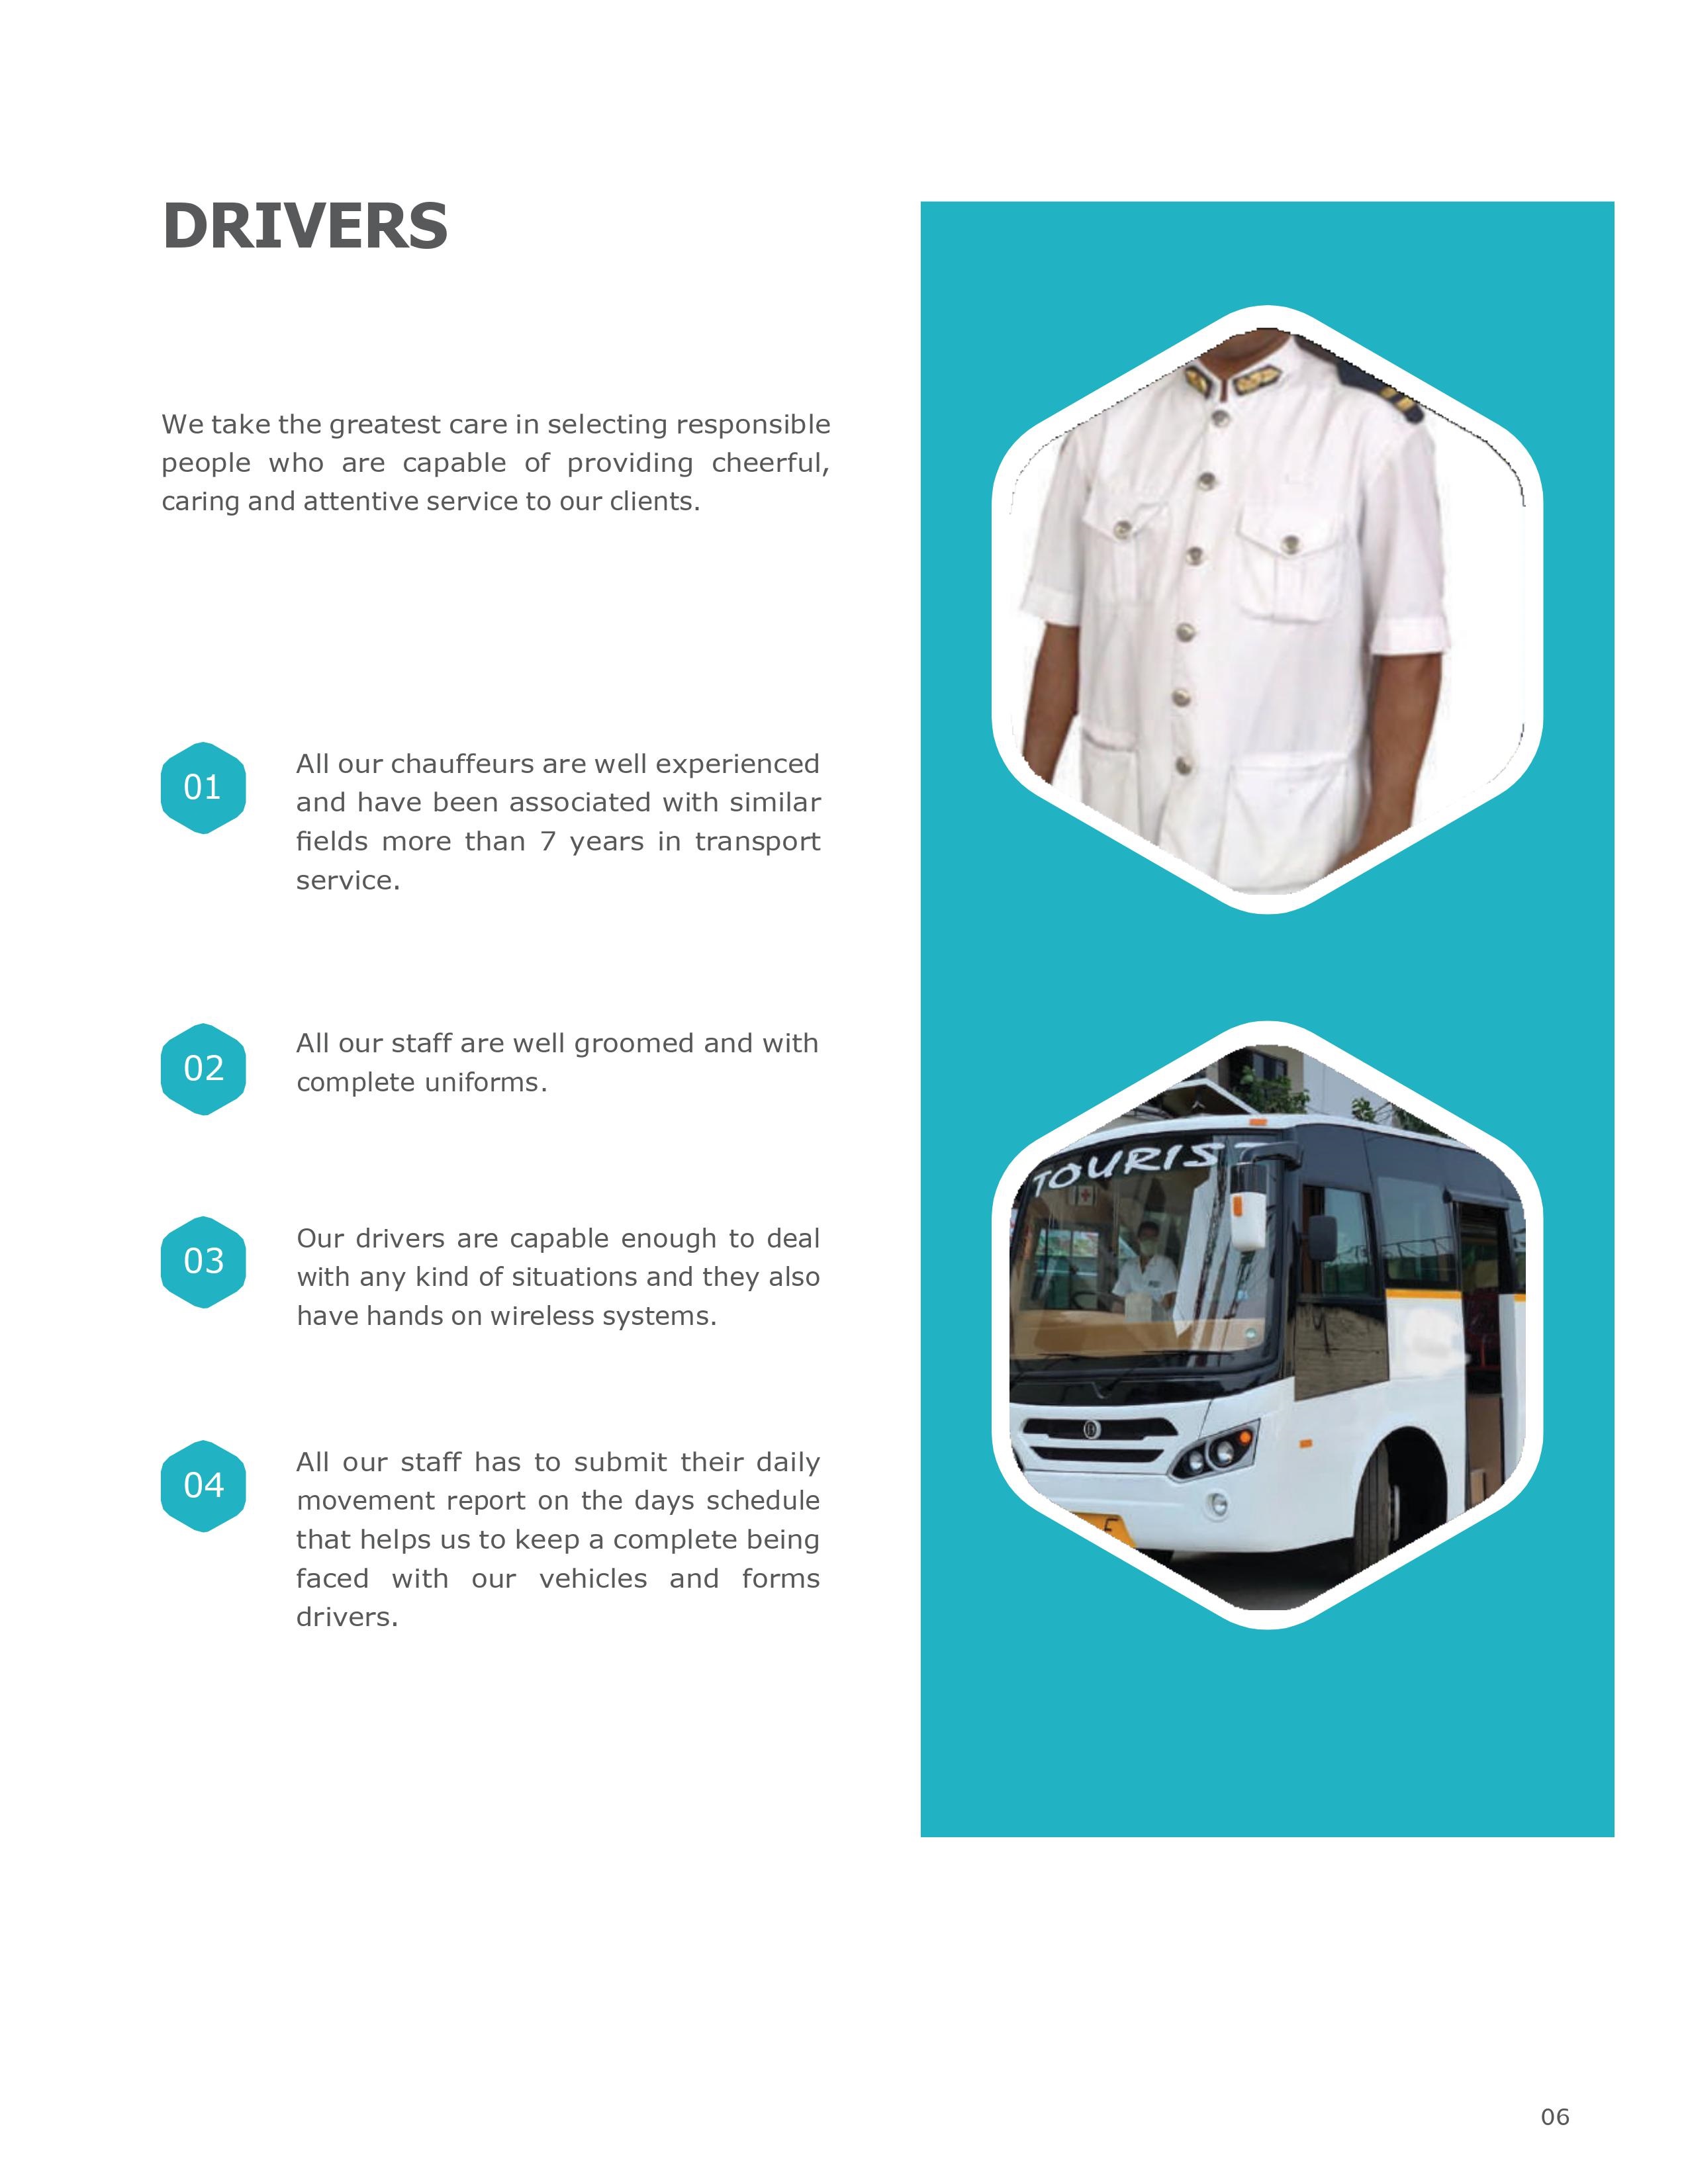 DRIVERS
We take the greatest care in selecting responsible
people who are capable of providing cheerful,
caring and attentive service to our clients.
01
All our chauffeurs are well experienced
and have been associated with similar
fields more than 7 years in transport
service.
02
All our staff are well groomed and with
complete uniforms.
03
Our drivers are capable enough to deal
with any kind of situations and they also
have hands on wireless systems.
04
All our staff has to submit their daily
movement report on the days schedule
that helps us to keep a complete being
faced with our vehicles and forms
drivers.
TOURIST
06